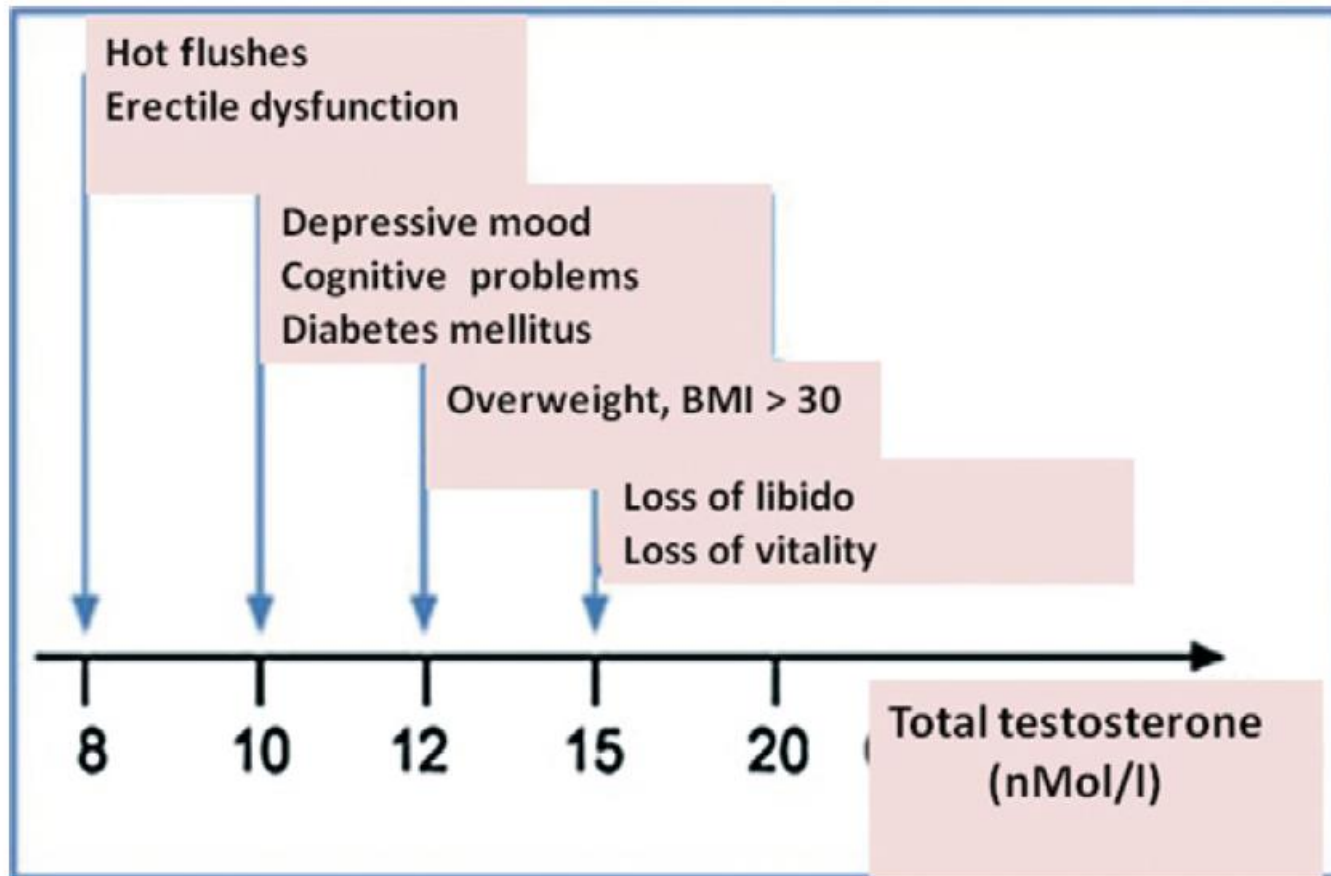 Hot flushes
Erectile dysfunction
Depressive mood
Cognitive problems
Diabetes mellitus
Overweight, BMI > 30
Loss of libido
Loss of vitality
8 10 12 15 20
Total testosterone
(nMol/l)